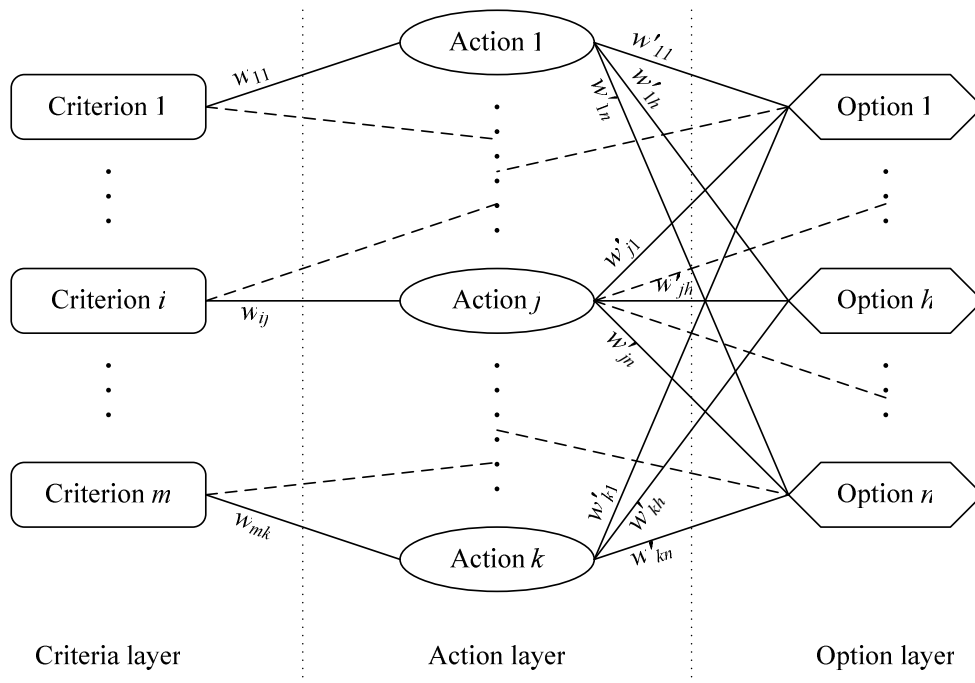 Action 1
w11
w'11
w'1h
w'1n
Criterion 1
Option 1
w'j1
Criterion i
wij
Action j
w'jh
Option h
w'jn
Criterion m
wmk
w'k1
w'kh
Option n
Action k
w'kn
Criteria layer
Action layer
Option layer